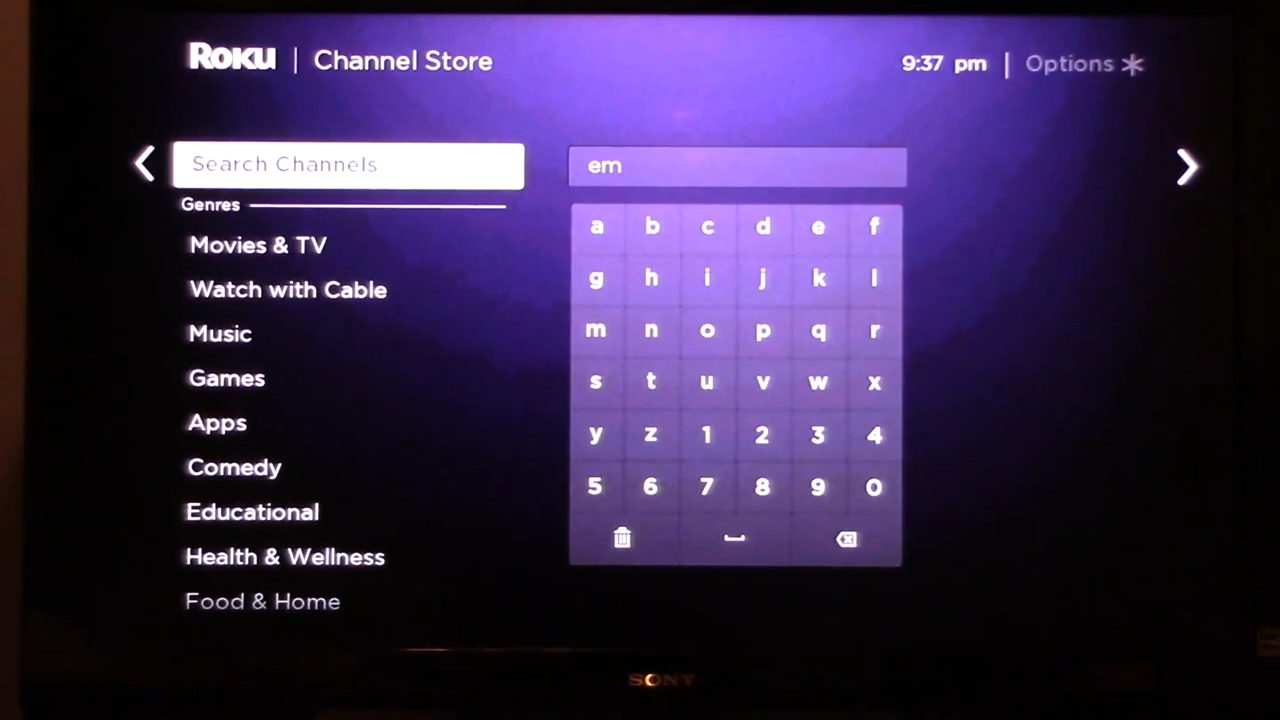 Roku | Channel Store
9:37 pm | Options *
Search Channels
Genres
Movies & TV
Watch with Cable
Music
Games
Apps
Comedy
Educational
Health & Wellness
Food & Home
em
a b c d e f
g h i j k l
m n o p q r
s t u v w x
y z 1 2 3 4
5 6 7 8 9 0
SONY